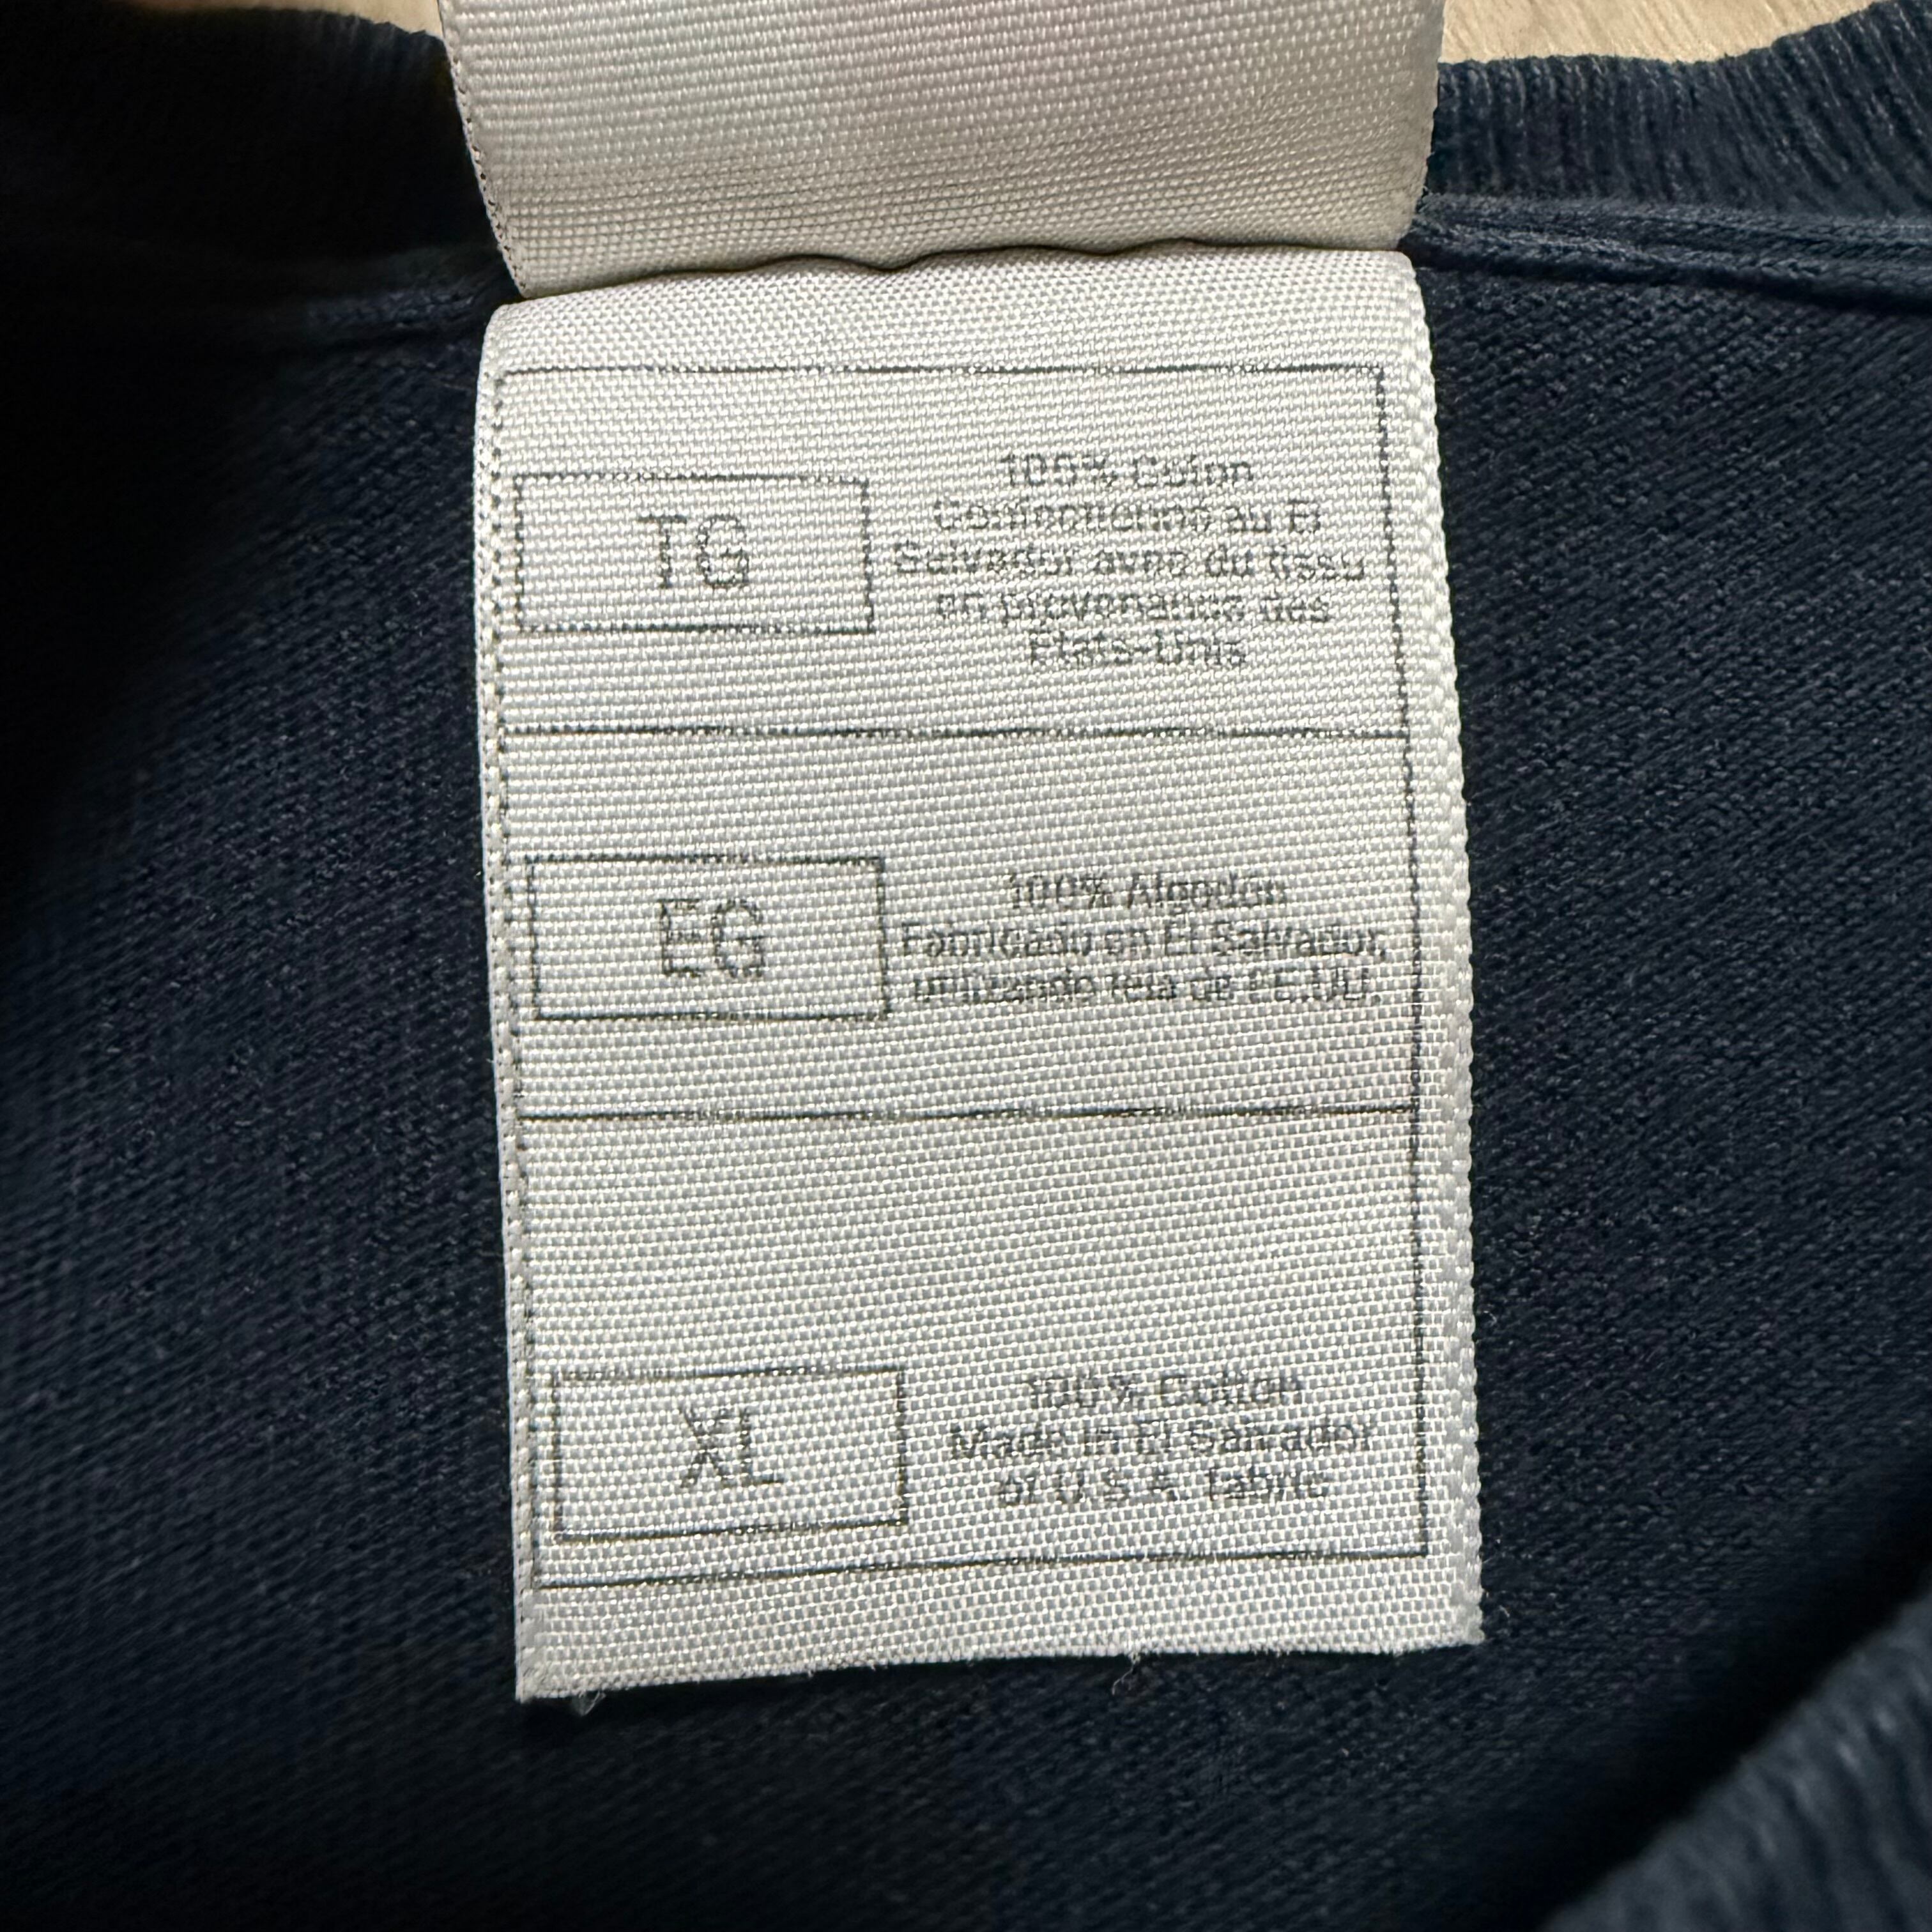 TG
100% Coton
Confectionné au El
Salvador avec du tissu
en provenance des
États-Unis
EG
100% Algodón
Fabricado en El Salvador,
utilizando tela de EE.UU.
XL
100% Cotton
Made in El Salvador
of U.S.A. fabric